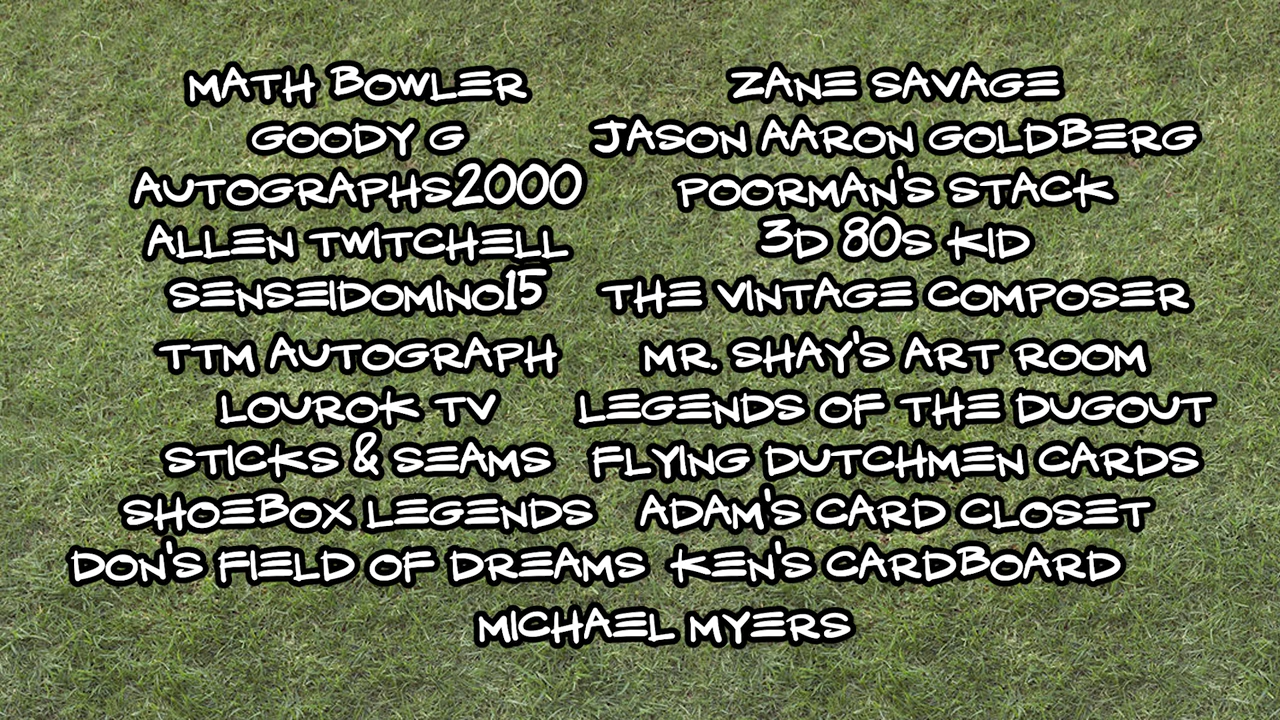 MATH BOWLER
GOODY G
AUTOGRAPHS2000
ALLEN TWITCHELL
SENSEIDOMINO15
TTM AUTOGRAPH
LOUROK TV
STICKS & SEAMS
SHOEBOX LEGENDS
DON'S FIELD OF DREAMS
ZANE SAVAGE
JASON AARON GOLDBERG
POORMAN'S STACK
3D 80S KID
THE VINTAGE COMPOSER
MR. SHAY'S ART ROOM
LEGENDS OF THE DUGOUT
FLYING DUTCHMEN CARDS
ADAM'S CARD CLOSET
KEN'S CARDBOARD
MICHAEL MYERS